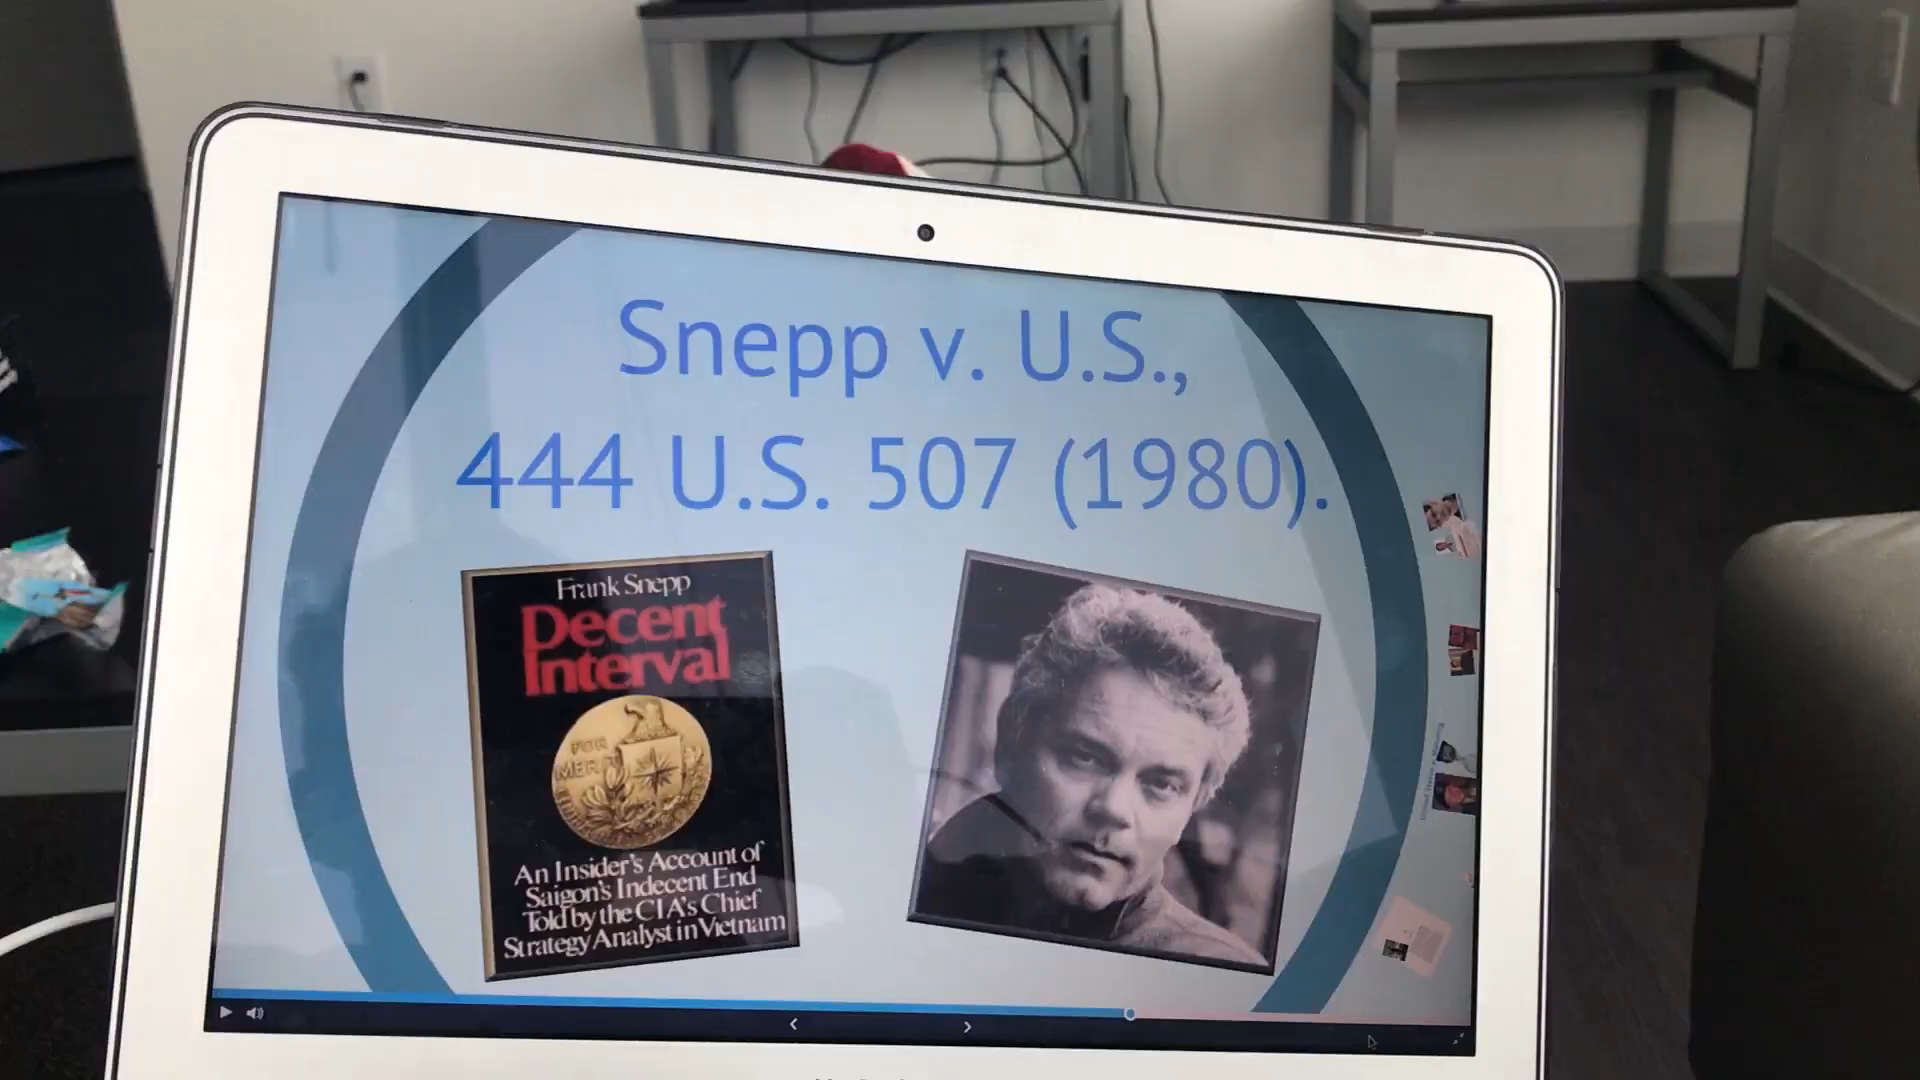 Snepp v. U.S.,
444 U.S. 507 (1980).
Frank Snepp
Decent
Interval
FOR
MERIT
An Insider's Account of
Saigon's Indecent End
Told by the CIA's Chief
Strategy Analyst in Vietnam